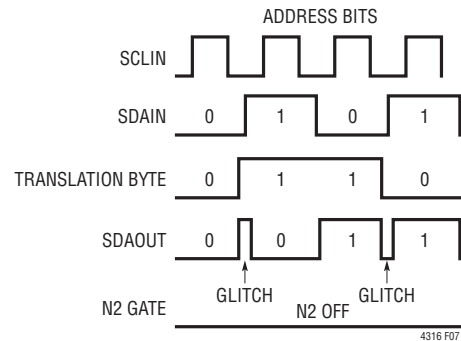 ADDRESS BITS
SCLIN
SDAIN 0 1 0 1
TRANSLATION BYTE 0 1 1 0
SDAOUT 0 0 1 1
GLITCH GLITCH
N2 GATE N2 OFF
4316 F07